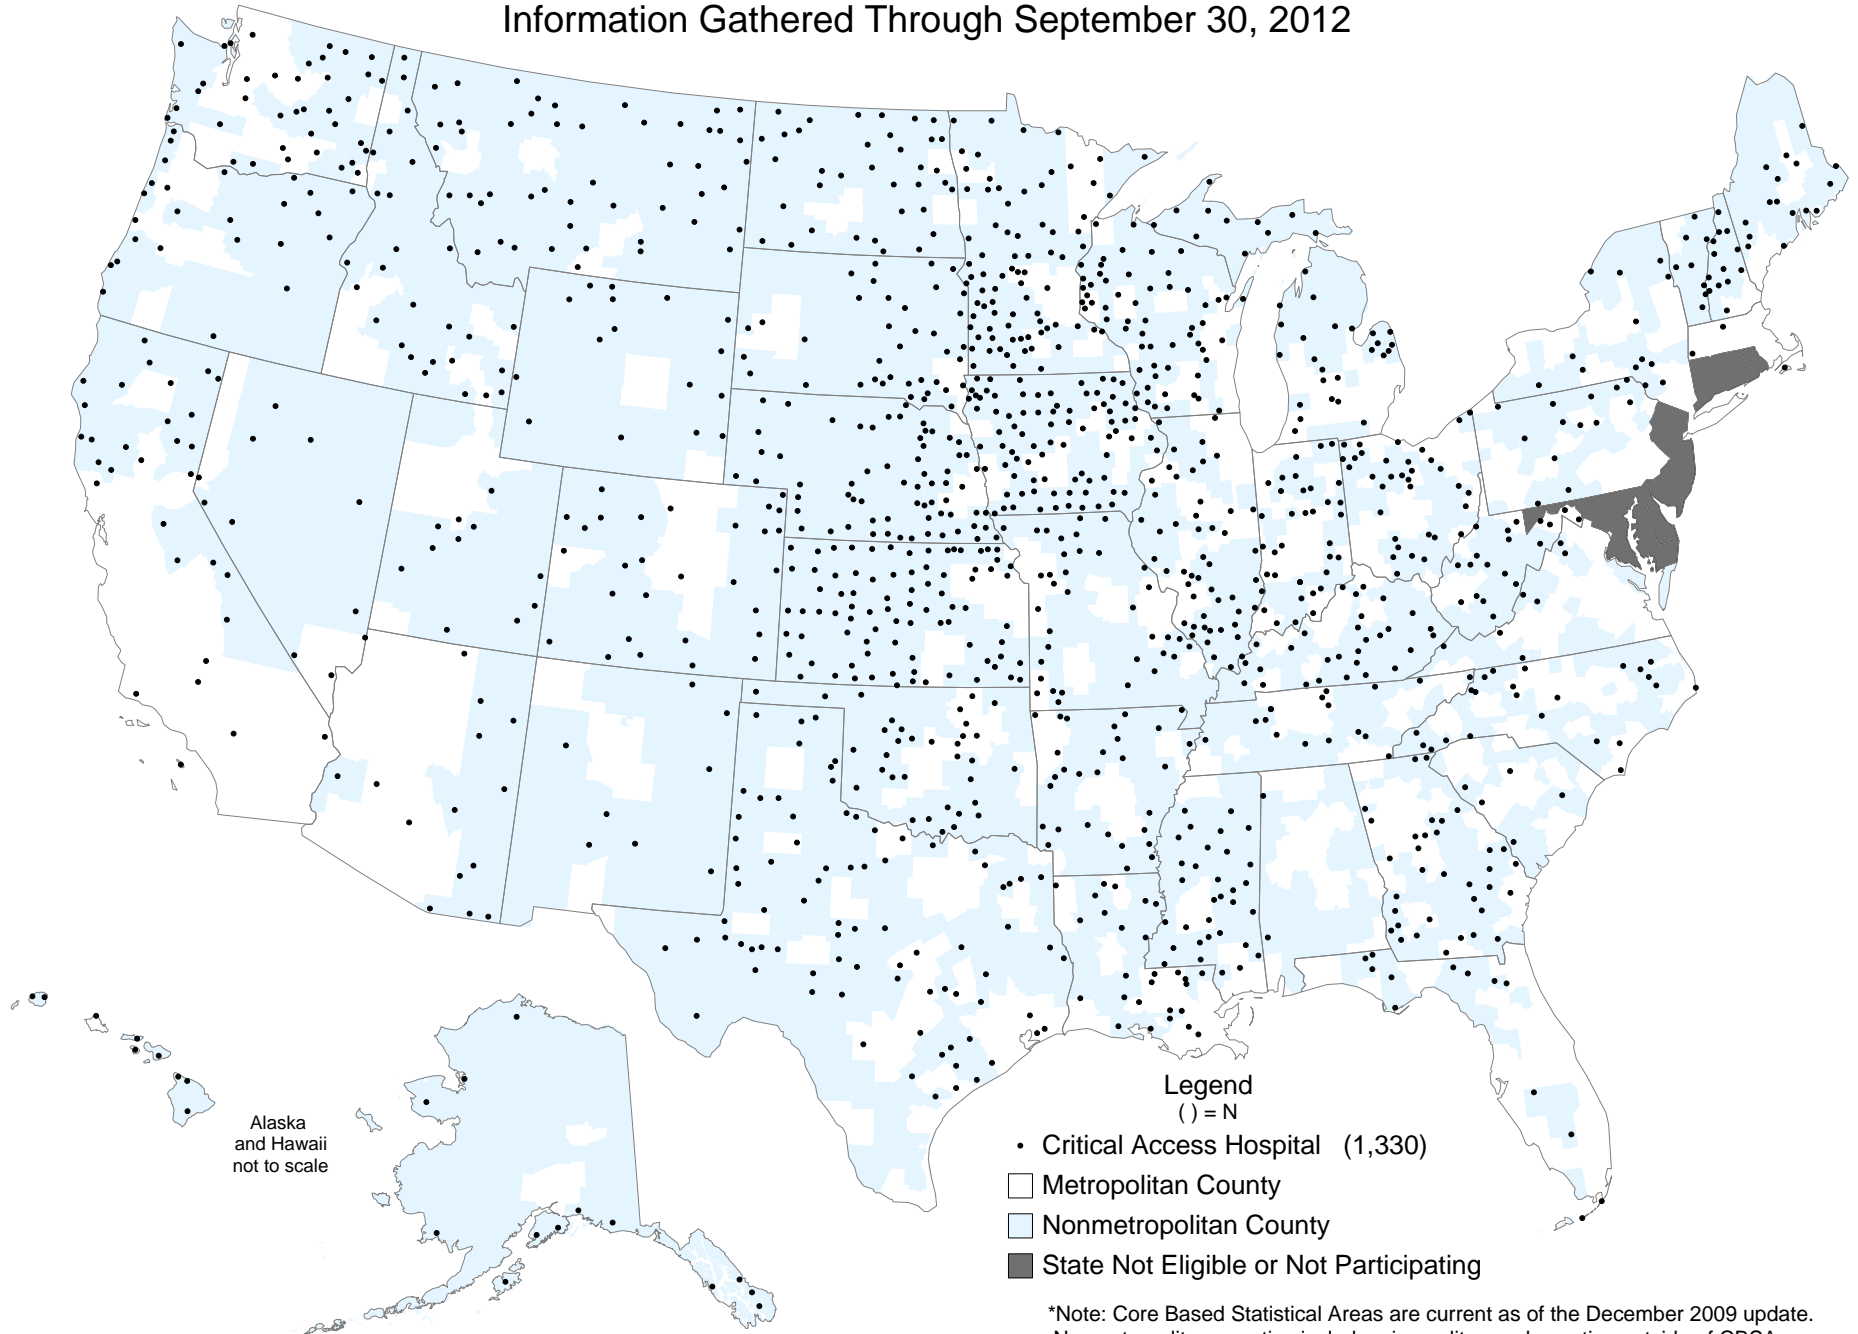 Information Gathered Through September 30, 2012
Alaska
and Hawaii
not to scale
Legend
( ) = N
Critical Access Hospital (1,330)
Metropolitan County
Nonmetropolitan County
State Not Eligible or Not Participating
*Note: Core Based Statistical Areas are current as of the December 2009 update.